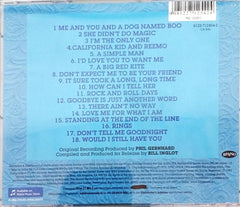 1 ME AND YOU AND A DOG NAMED BOO
2 SHE DIDN'T DO MAGIC
3 I'M THE ONLY ONE
4.CALIFORNIA KID AND REEMO
5. A SIMPLE MAN
6. I'D LOVE YOU TO WANT ME
7. A BIG RED KITE
8. DON'T EXPECT ME TO BE YOUR FRIEND
9. IT SURE TOOK A LONG, LONG TIME
10. HOW CAN I TELL HER
11. ROCK AND ROLL DAYS
12. GOODBYE IS JUST ANOTHER WORD
13. THERE AIN'T NO WAY
14. LOVE ME FOR WHAT I AM
15. STANDING AT THE END OF THE LINE
16. RINGS
17. DON'T TELL ME GOODNIGHT
18. WOULD I STILL HAVE YOU
Original Recording Produced by PHIL GERNHARD
Compiled and Produced for Release by BILL INGLOT